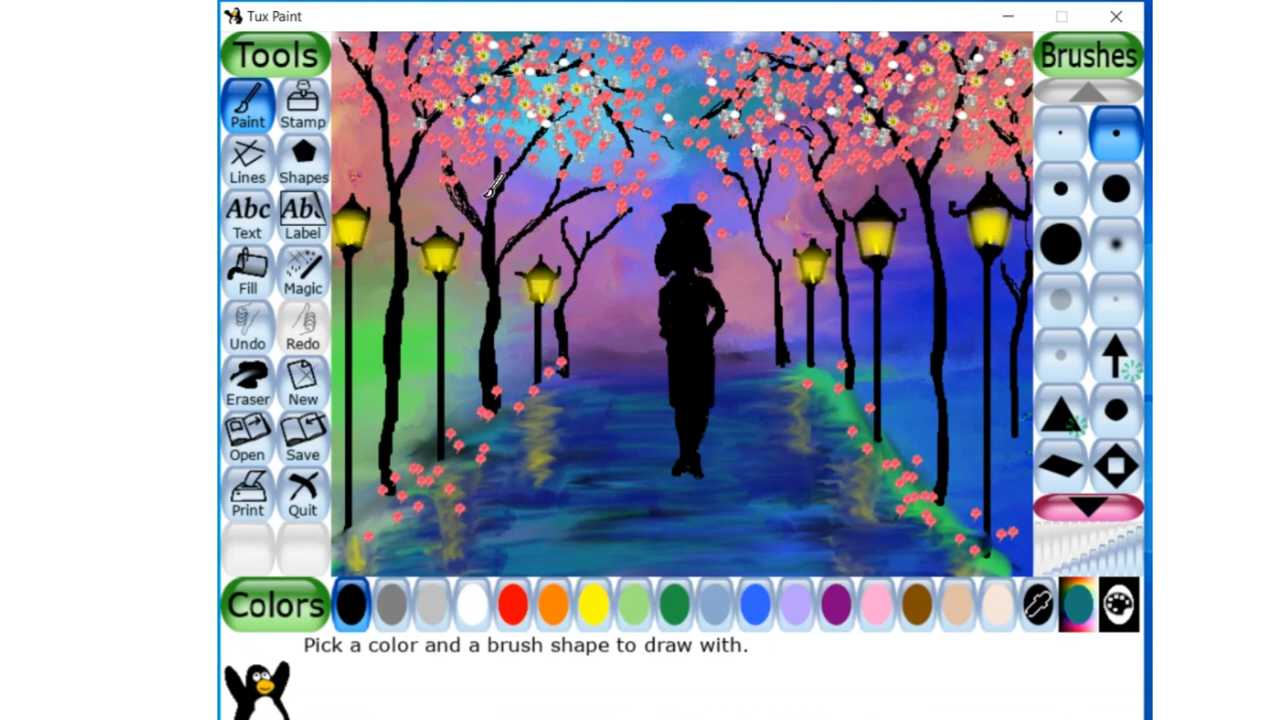 Tux Paint
Tools
Brushes
Paint
Stamp
Lines
Shapes
Abc
Text
Abc
Label
Fill
Magic
Undo
Redo
Eraser
New
Open
Save
Print
Quit
Colors
Pick a color and a brush shape to draw with.